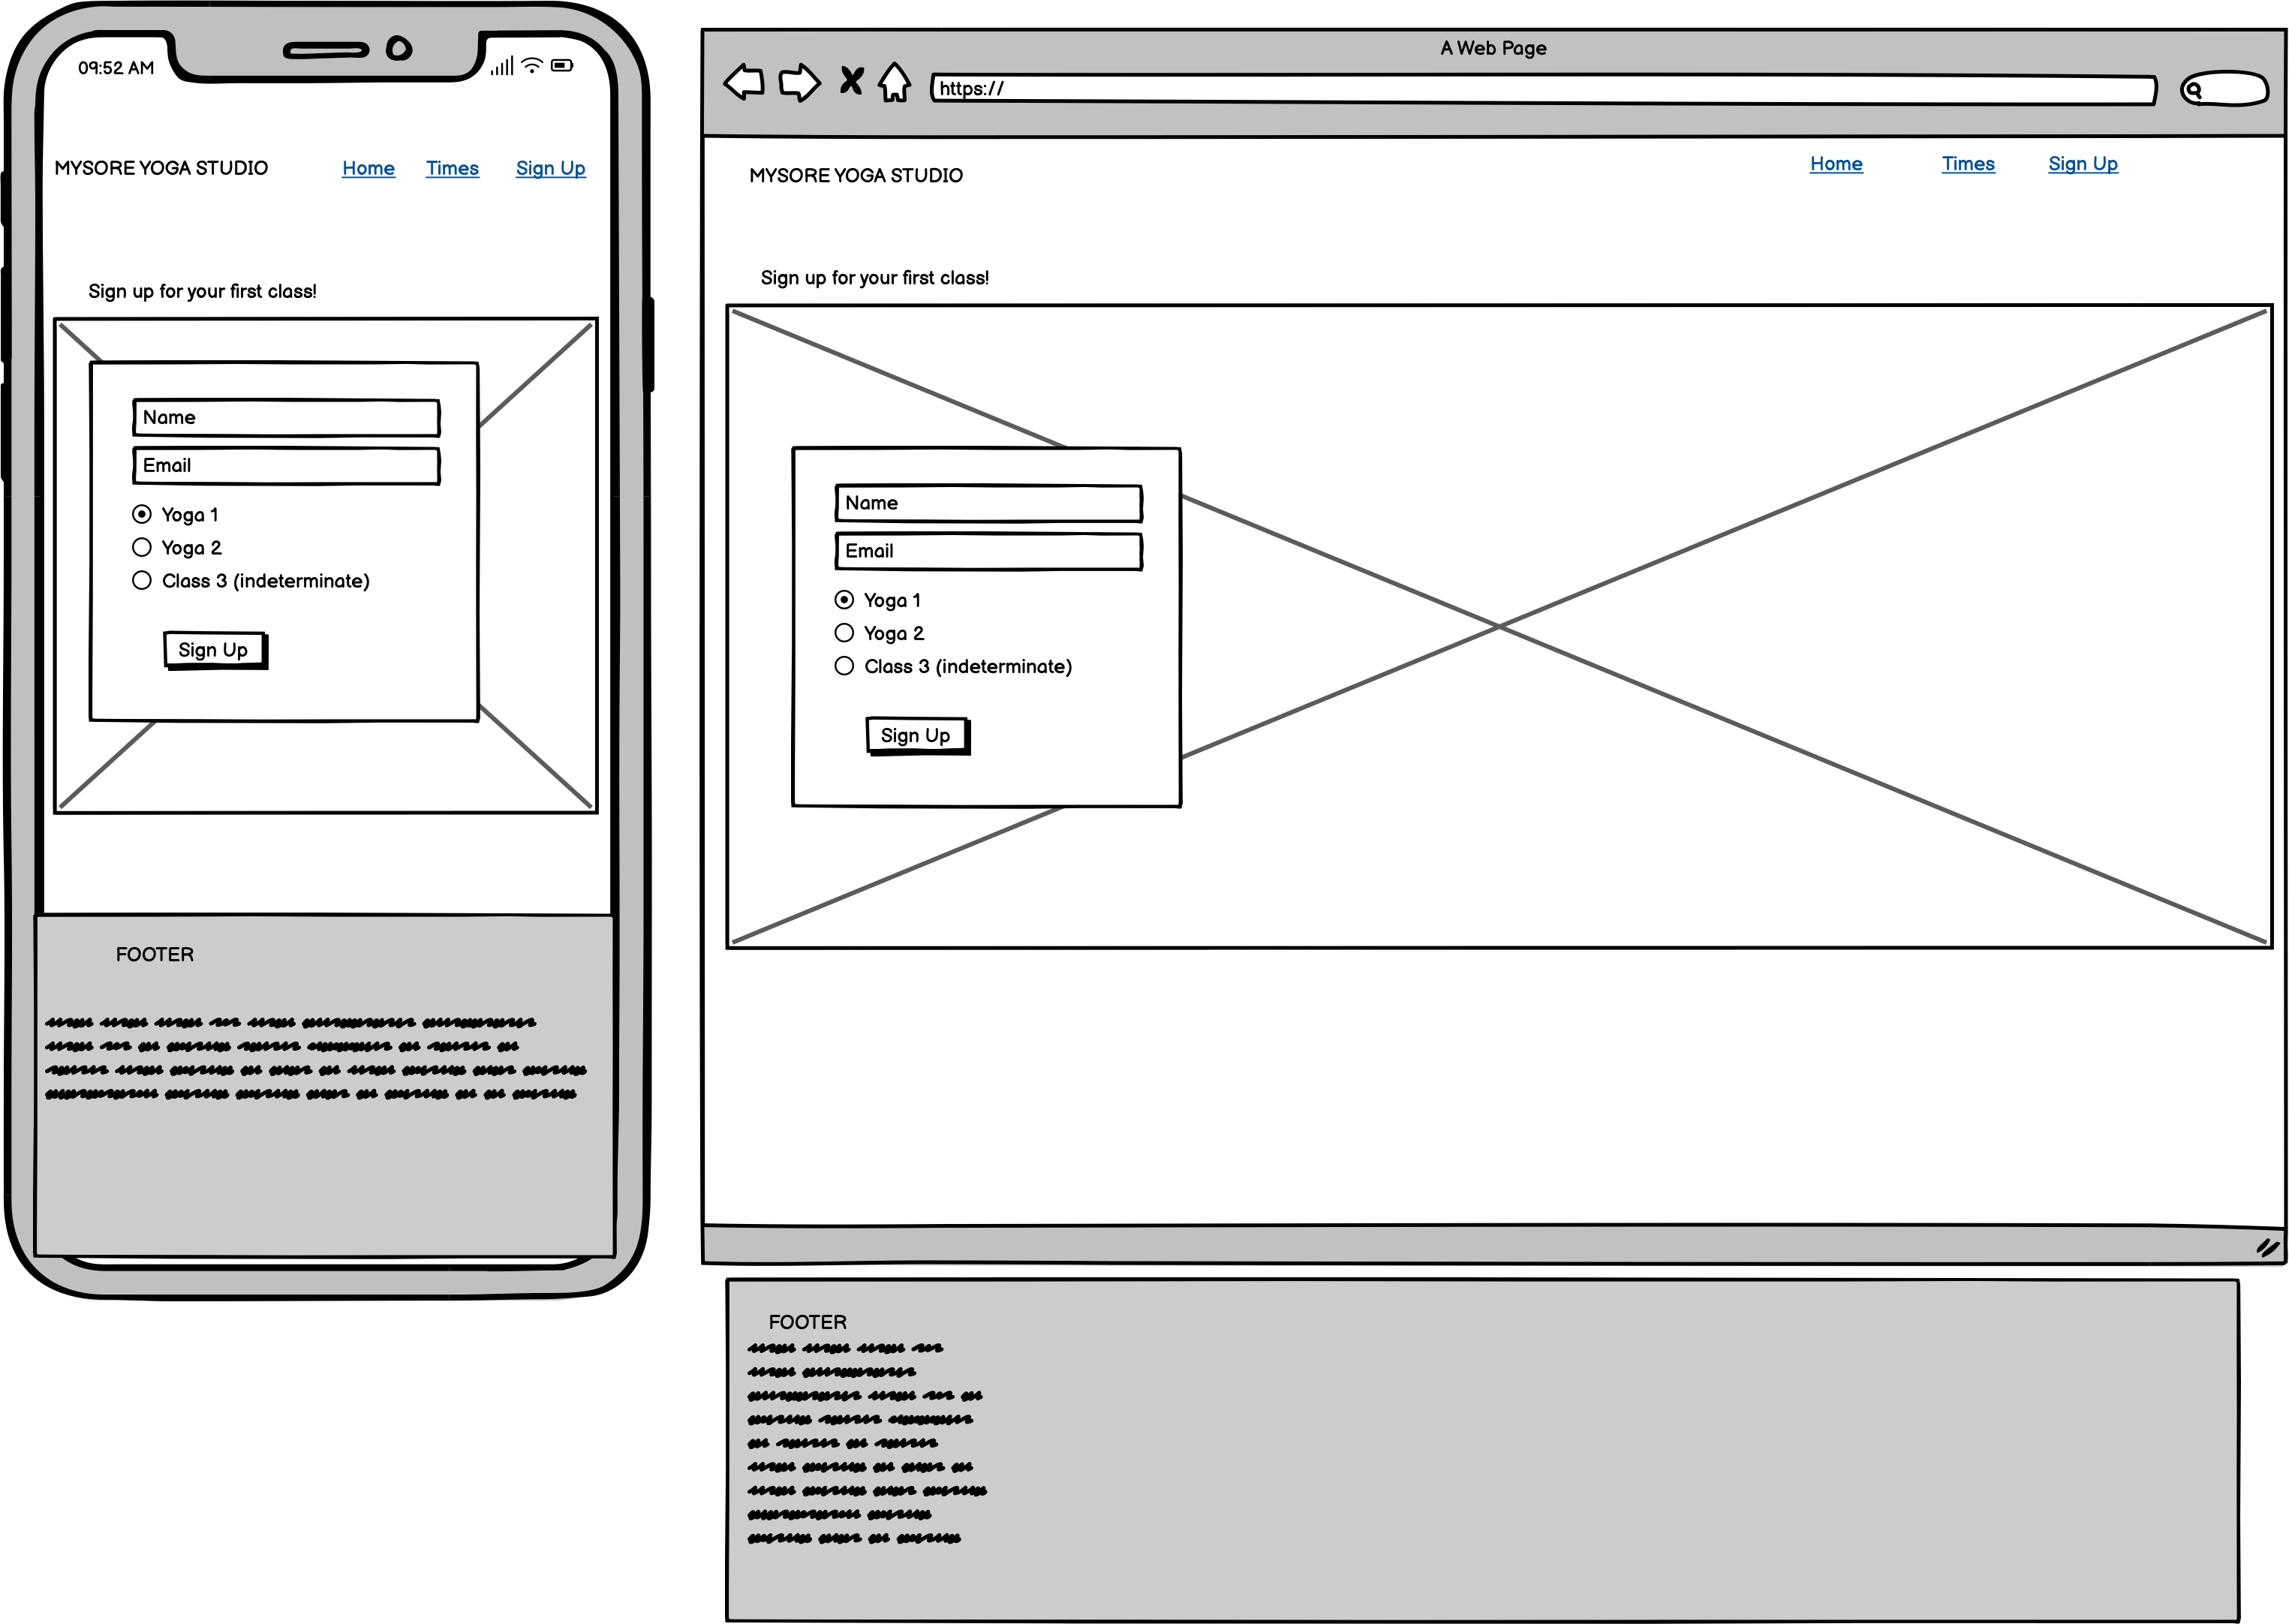 09:52 AM
MYSORE YOGA STUDIO Home Times Sign Up
Sign up for your first class!
Name
Email
Yoga 1
Yoga 2
Class 3 (indeterminate)
Sign Up
FOOTER
A Web Page
https://
MYSORE YOGA STUDIO Home Times Sign Up
Sign up for your first class!
Name
Email
Yoga 1
Yoga 2
Class 3 (indeterminate)
Sign Up
FOOTER